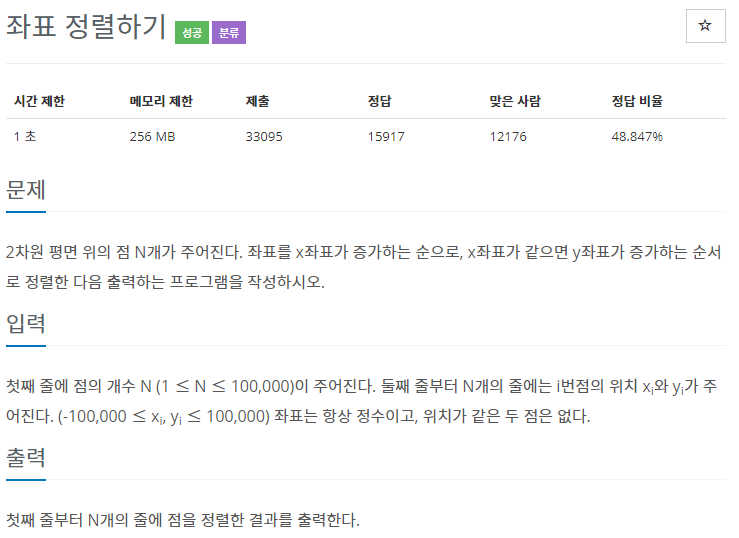 좌표 정렬하기 성공 분류
☆
시간 제한 메모리 제한 제출 정답 맞은 사람 정답 비율
1 초 256 MB 33095 15917 12176 48.847%
문제
2차원 평면 위의 점 N개가 주어진다. 좌표를 x좌표가 증가하는 순으로, x좌표가 같으면 y좌표가 증가하는 순서
로 정렬한 다음 출력하는 프로그램을 작성하시오.
입력
첫째 줄에 점의 개수 N (1 ≤ N ≤ 100,000)이 주어진다. 둘째 줄부터 N개의 줄에는 i번점의 위치 xi와 yi가 주
어진다. (-100,000 ≤ xi, yi ≤ 100,000) 좌표는 항상 정수이고, 위치가 같은 두 점은 없다.
출력
첫째 줄부터 N개의 줄에 점을 정렬한 결과를 출력한다.